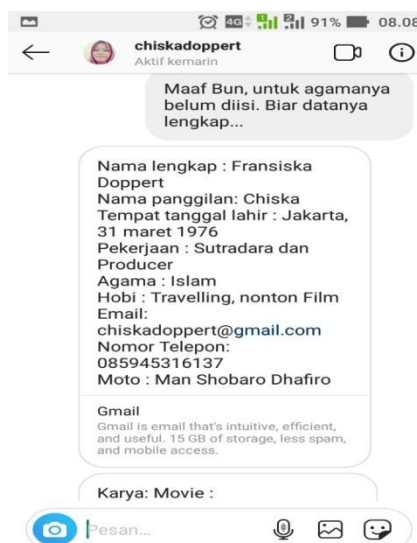 4G 91% 08.08
chiskadoppert
Aktif kemarin
Maaf Bun, untuk agamanya
belum diisi. Biar datanya
lengkap...
Nama lengkap : Fransiska
Doppert
Nama panggilan: Chiska
Tempat tanggal lahir : Jakarta,
31 maret 1976
Pekerjaan : Sutradara dan
Producer
Agama : Islam
Hobi : Travelling, nonton Film
Email:
chiskadoppert@gmail.com
Nomor Telepon:
085945316137
Moto : Man Shobaro Dhafiro
Gmail
Gmail is email that's intuitive, efficient,
and useful. 15 GB of storage, less spam,
and mobile access.
Karya: Movie :
Pesan...